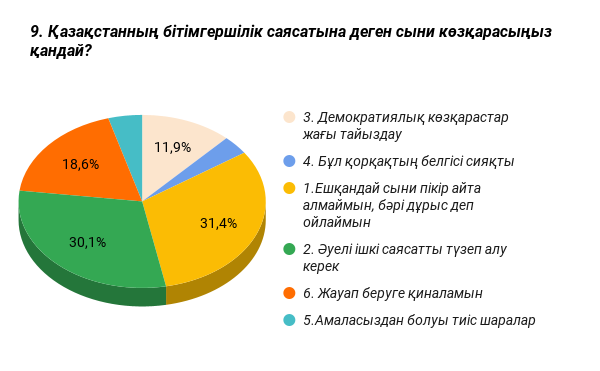 9. Қазақстанның бітімгершілік саясатына деген сыни көзқарасыңыз
қандай?
3. Демократиялық көзқарастар
жағы тайыздау
4. Бұл қорқақтың белгісі сияқты
1.Ешқандай сыни пікір айта
алмаймын, бәрі дұрыс деп
ойлаймын
2. Әуелі ішкі саясатты түзеп алу
керек
6. Жауап беруге қиналамын
5.Амаласыздан болуы тиіс шаралар
11,9%
18,6%
31,4%
30,1%